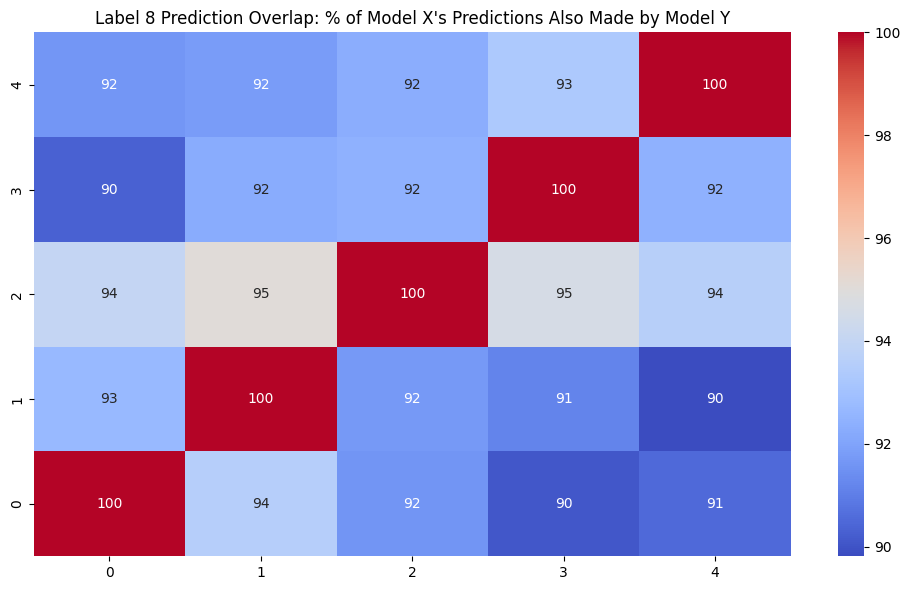 Label 8 Prediction Overlap: % of Model X's Predictions Also Made by Model Y
4 92 92 92 93 100
3 90 92 92 100 92
2 94 95 100 95 94
1 93 100 92 91 90
0 100 94 92 90 91
0 1 2 3 4
100
98
96
94
92
90